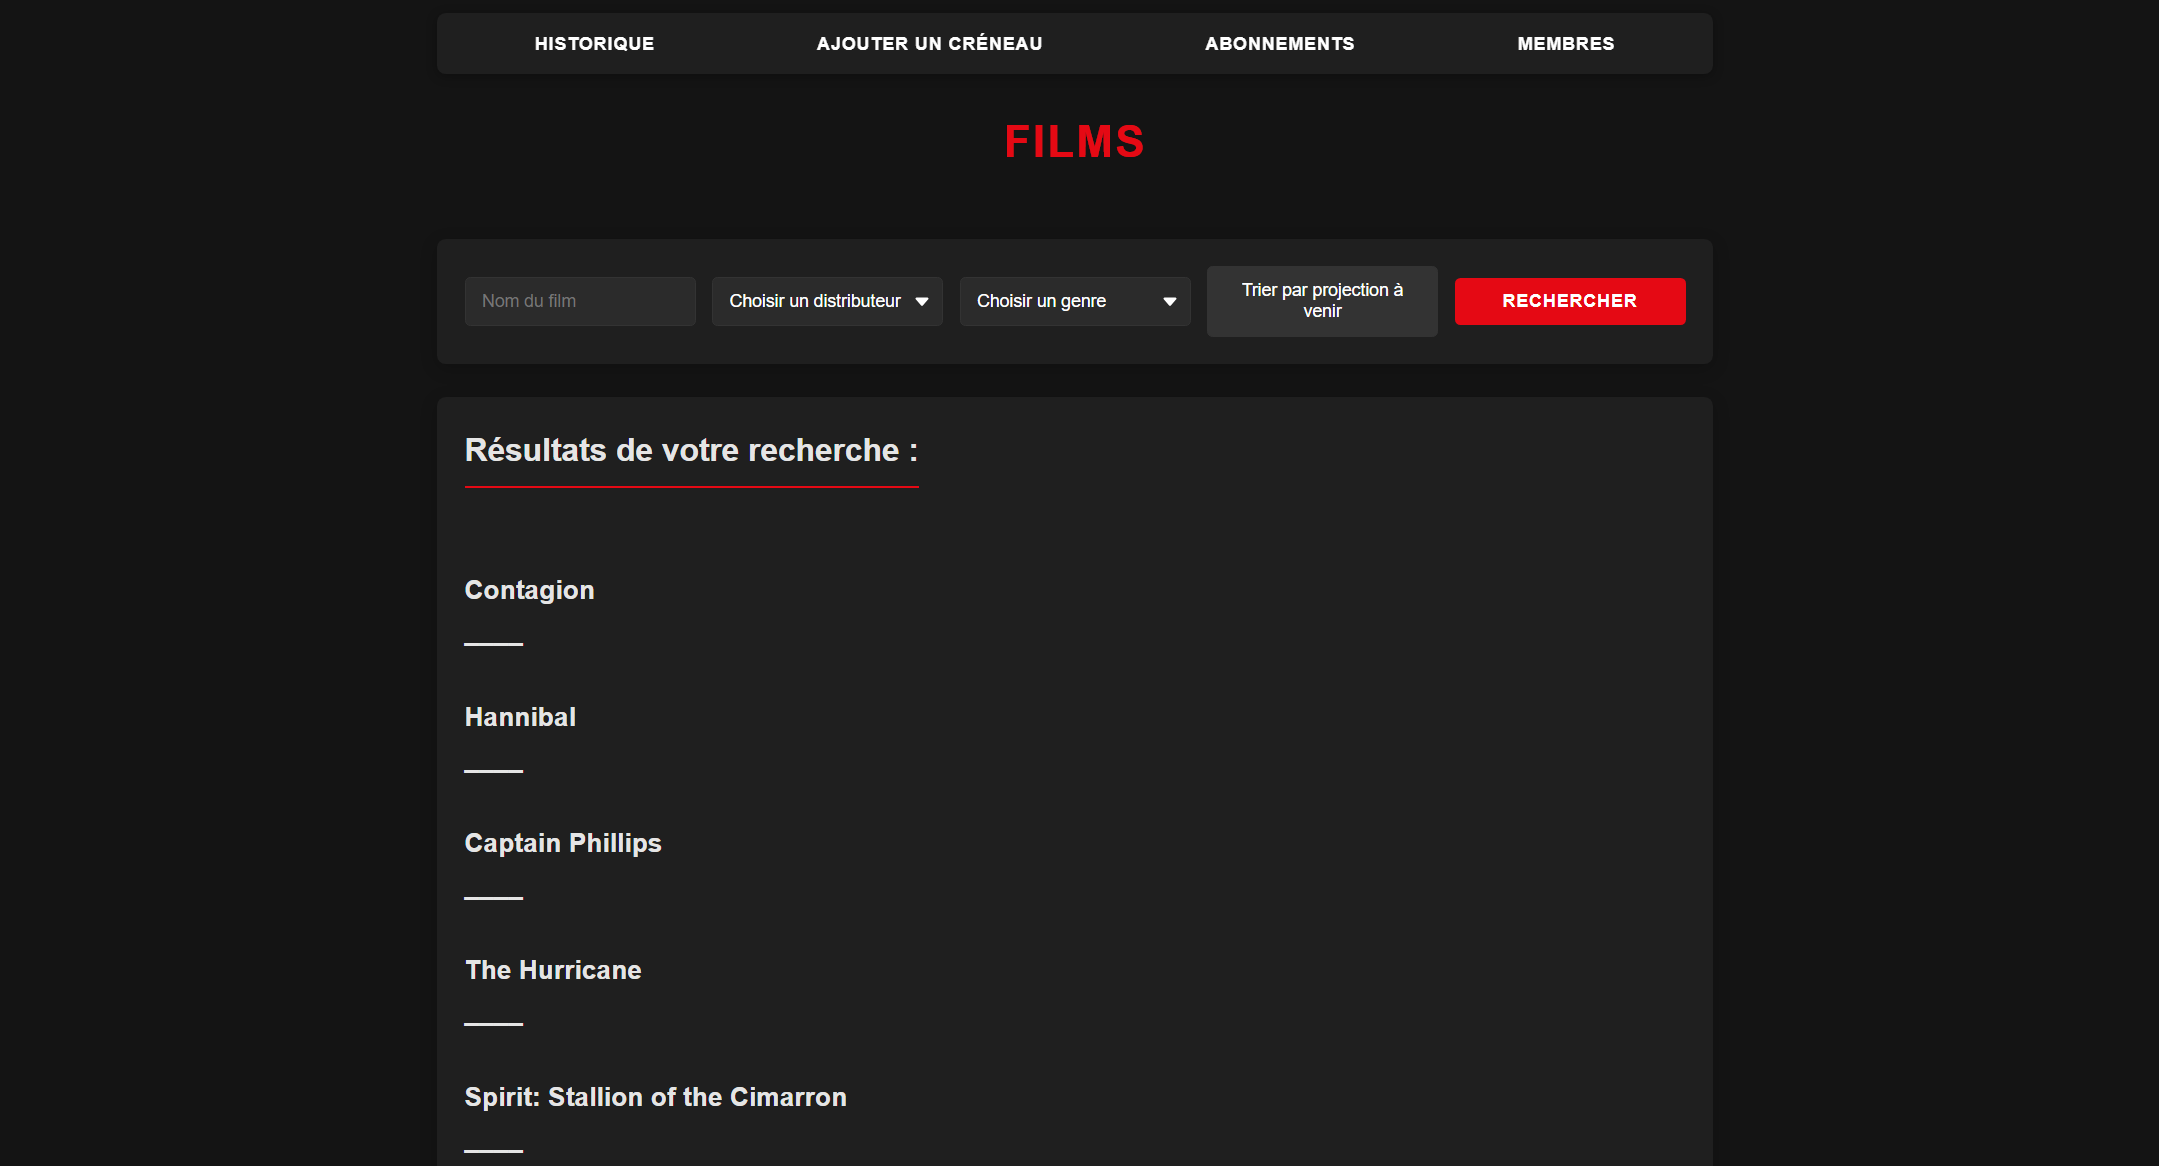 HISTORIQUE AJOUTER UN CRÉNEAU ABONNEMENTS MEMBRES
FILMS
Nom du film Choisir un distributeur Choisir un genre Trier par projection à venir RECHERCHER
Résultats de votre recherche :
Contagion
Hannibal
Captain Phillips
The Hurricane
Spirit: Stallion of the Cimarron